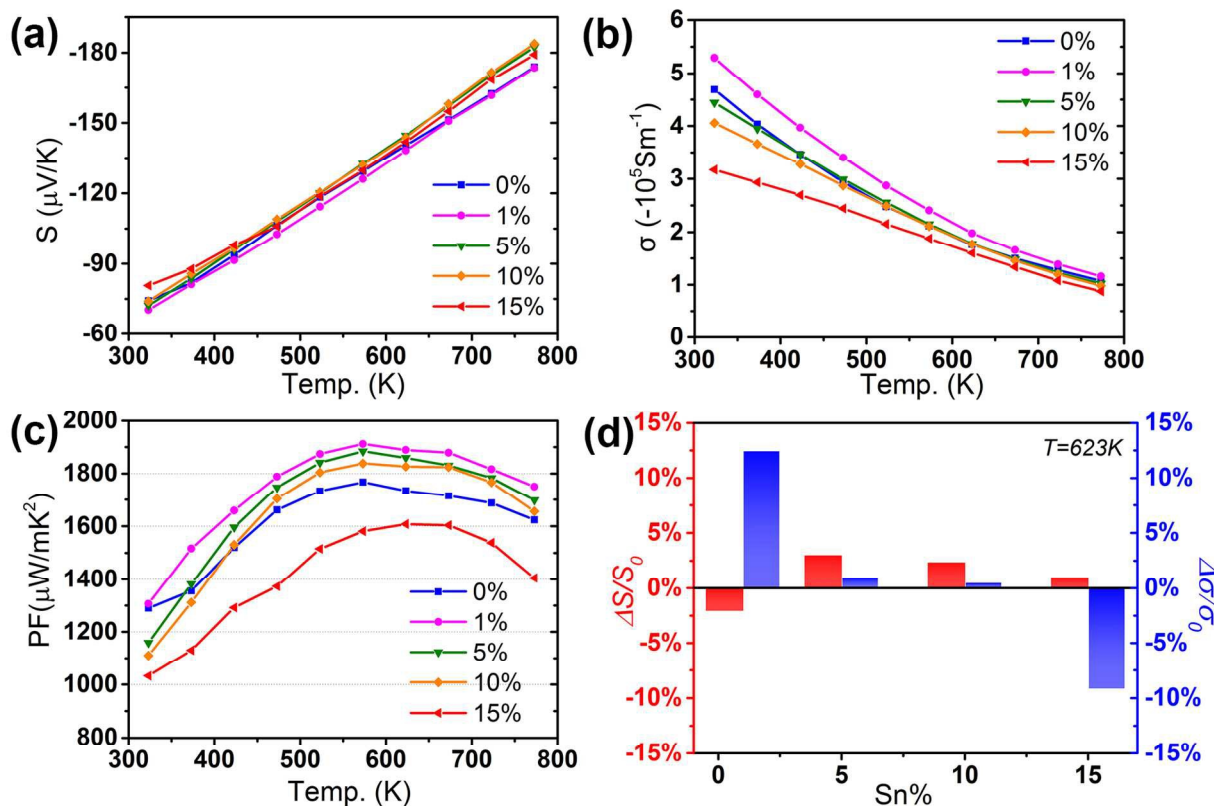 (a)
-180
-150
-120
-90
-60
S (μV/K)
300 400 500 600 700 800
Temp. (K)
0%
1%
5%
10%
15%
(b)
6
5
4
3
2
1
0
σ (-10⁵Sm⁻¹)
300 400 500 600 700 800
Temp. (K)
0%
1%
5%
10%
15%
(c)
2000
1800
1600
1400
1200
1000
800
PF(μW/mK²)
300 400 500 600 700 800
Temp. (K)
0%
1%
5%
10%
15%
(d)
T=623K
15%
10%
5%
0%
-5%
-10%
-15%
ΔS/S₀
15%
10%
5%
0%
-5%
-10%
-15%
Δσ/σ₀
0 5 10 15
Sn%